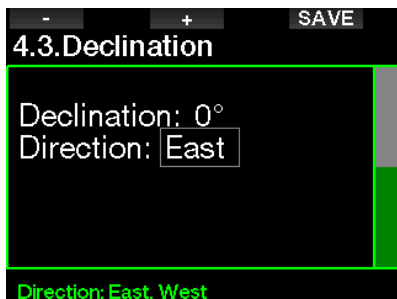 - + SAVE
4.3.Declination
Declination: 0°
Direction: East
Direction: East, West